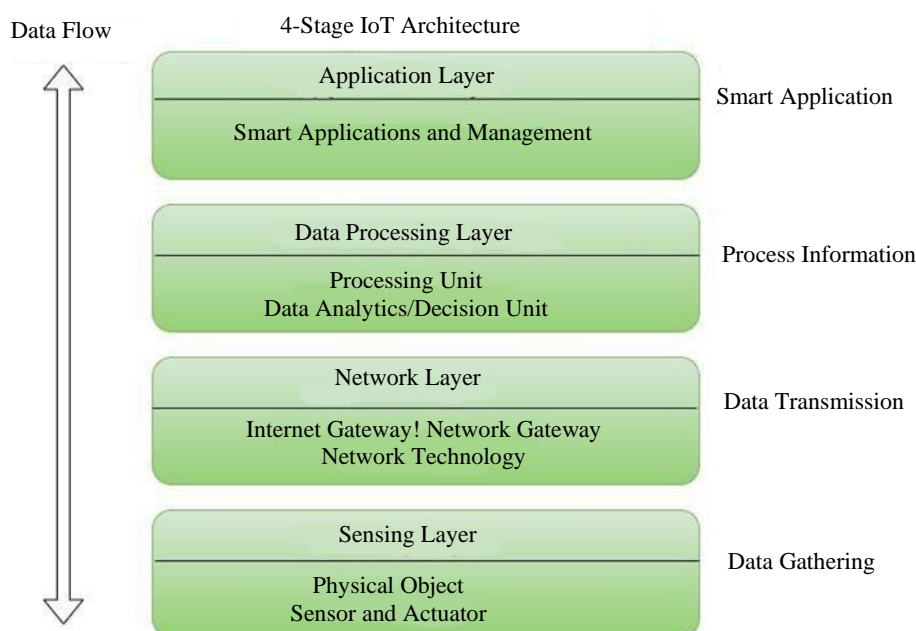 Data Flow
4-Stage IoT Architecture
Application Layer
Smart Applications and Management
Smart Application
Data Processing Layer
Processing Unit
Data Analytics/Decision Unit
Process Information
Network Layer
Internet Gateway! Network Gateway
Network Technology
Data Transmission
Sensing Layer
Physical Object
Sensor and Actuator
Data Gathering